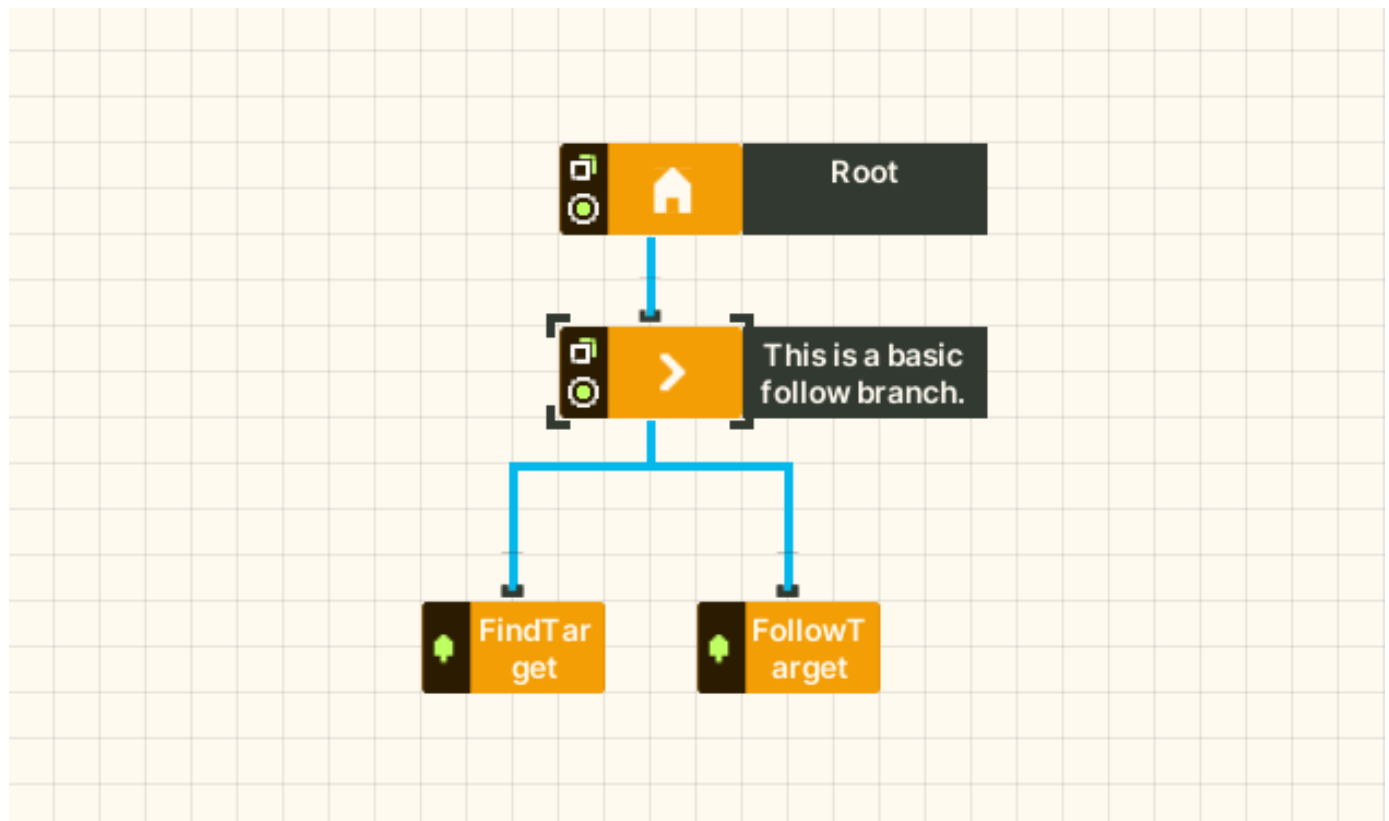 Root
This is a basic
follow branch.
FindTar
get
FollowT
arget